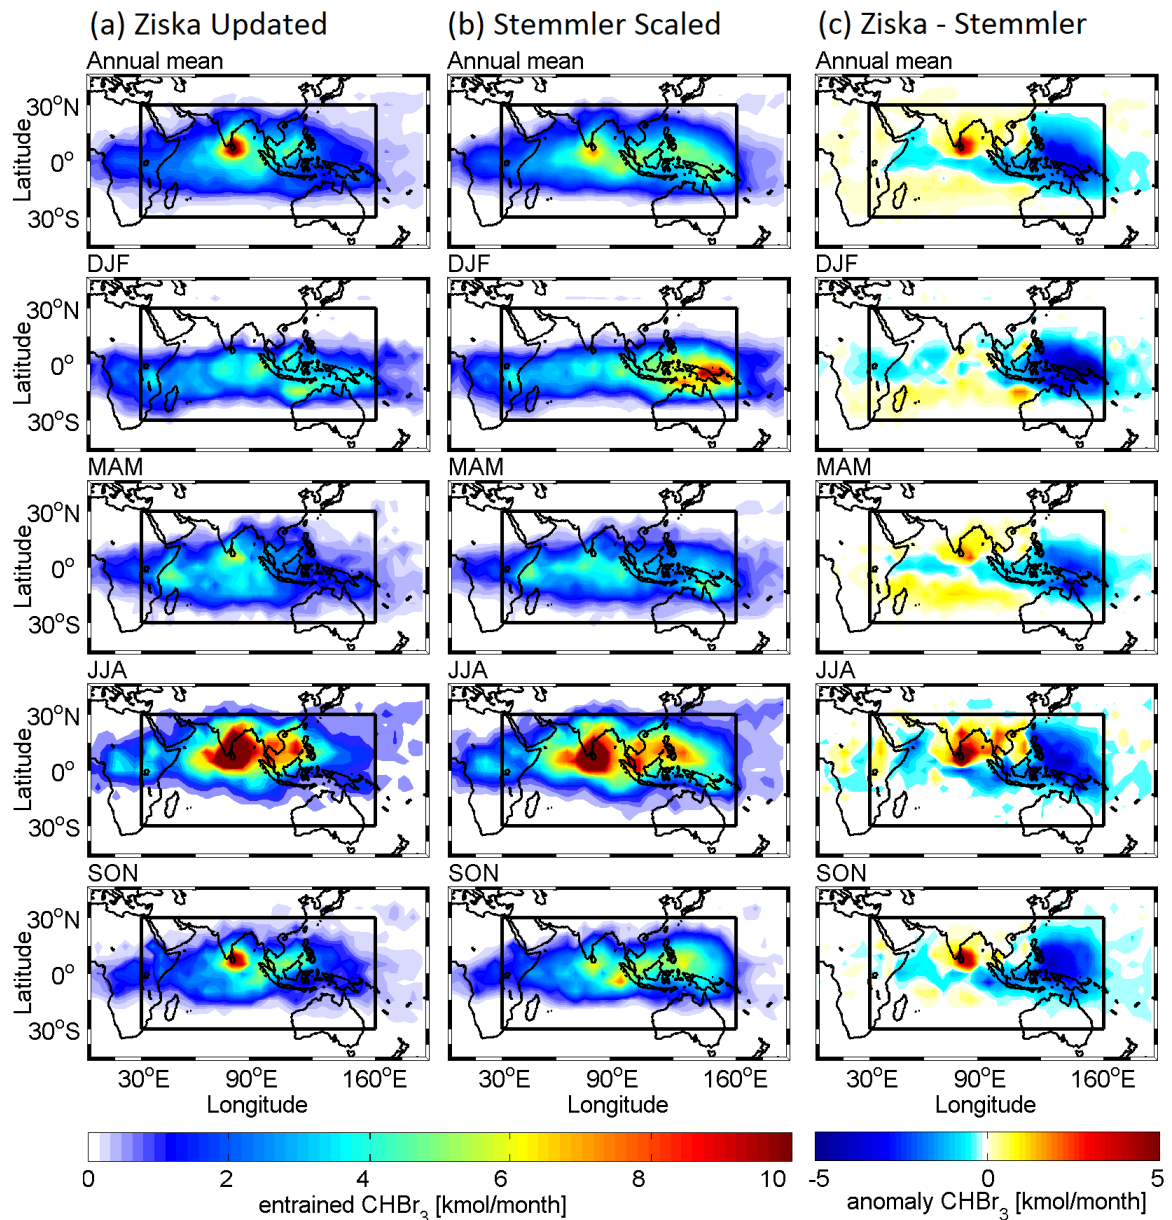 (a) Ziska Updated (b) Stemmler Scaled (c) Ziska - Stemmler
Annual mean Annual mean Annual mean
30°N
0°
30°S
Latitude
DJF DJF DJF
30°N
0°
30°S
Latitude
MAM MAM MAM
30°N
0°
30°S
Latitude
JJA JJA JJA
30°N
0°
30°S
Latitude
SON SON SON
30°N
0°
30°S
Latitude
30°E 90°E 160°E 30°E 90°E 160°E 30°E 90°E 160°E
Longitude Longitude Longitude
0 2 4 6 8 10 -5 0 5
entrained CHBr₃ [kmol/month] anomaly CHBr₃ [kmol/month]